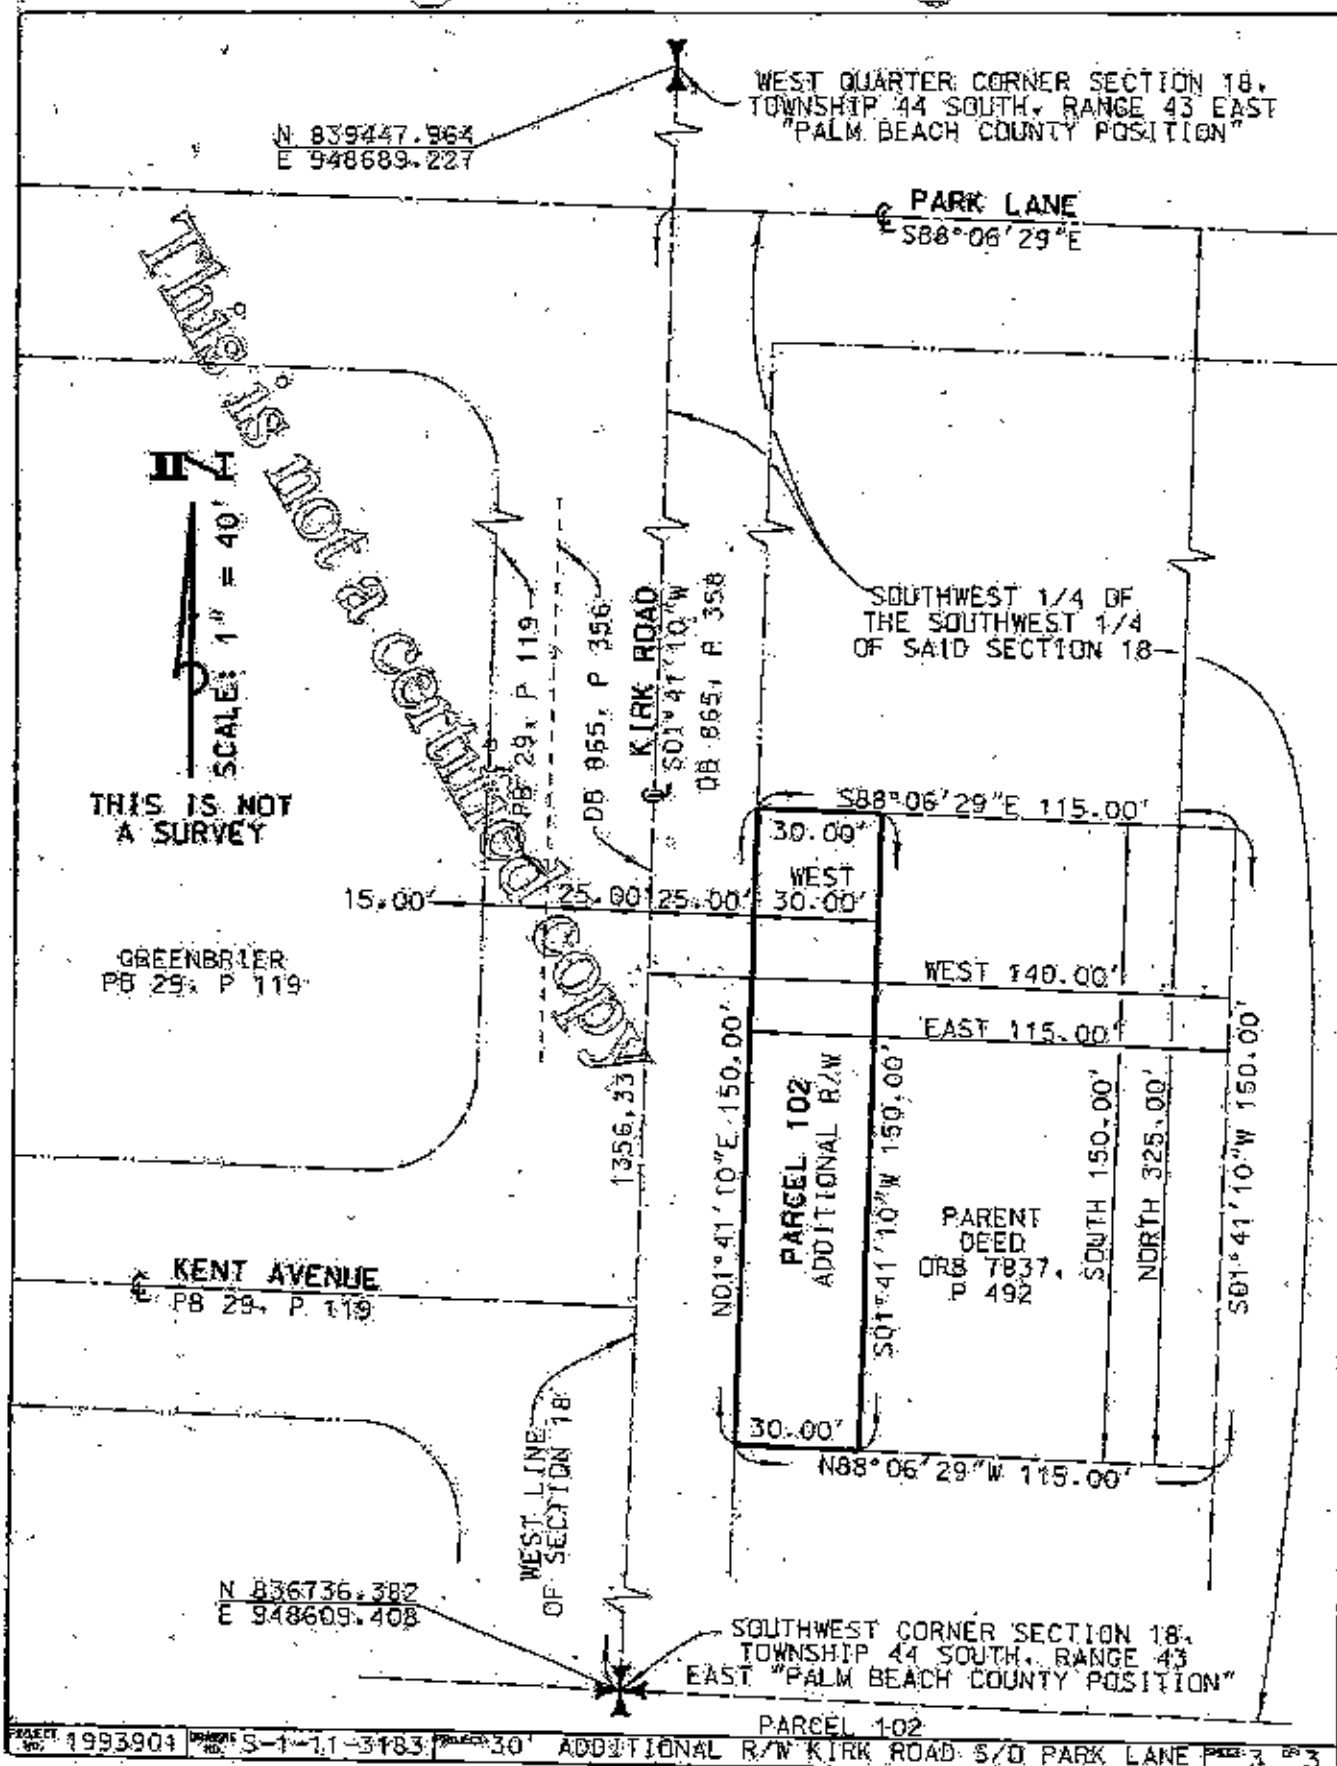 WEST QUARTER CORNER SECTION 18,
TOWNSHIP 44 SOUTH, RANGE 43 EAST
"PALM BEACH COUNTY POSITION"
N 839447.964
E 948689.227
PARK LANE
S88°06'29"E
This is not a certified copy
SCALE: 1" = 40'
THIS IS NOT
A SURVEY
PB 29, P 119
DB 865, P 356
KIRK ROAD
S01°41'10"W
DB 865, P 358
SOUTHWEST 1/4 OF
THE SOUTHWEST 1/4
OF SAID SECTION 18
S88°06'29"E 115.00'
30.00'
WEST
15.00'
25.00'
25.00'
30.00'
GREENBRIER
PB 29, P 119
WEST 140.00'
EAST 115.00'
1356.33
N01°41'10"E 150.00'
PARCEL 102
ADDITIONAL R/W
S01°41'10"W 150.00'
PARENT
DEED
ORB 7837,
P 492
SOUTH 150.00'
NORTH 325.00'
S01°41'10"W 150.00'
KENT AVENUE
PB 29, P 119
30.00'
N88°06'29"W 115.00'
WEST LINE
OF SECTION 18
N 836736.382
E 948609.408
SOUTHWEST CORNER SECTION 18,
TOWNSHIP 44 SOUTH, RANGE 43
EAST "PALM BEACH COUNTY POSITION"
PARCEL 102
PROJECT NO. 1993901 S-1-11-3183 30' ADDITIONAL R/W KIRK ROAD S/O PARK LANE 3 OF 3